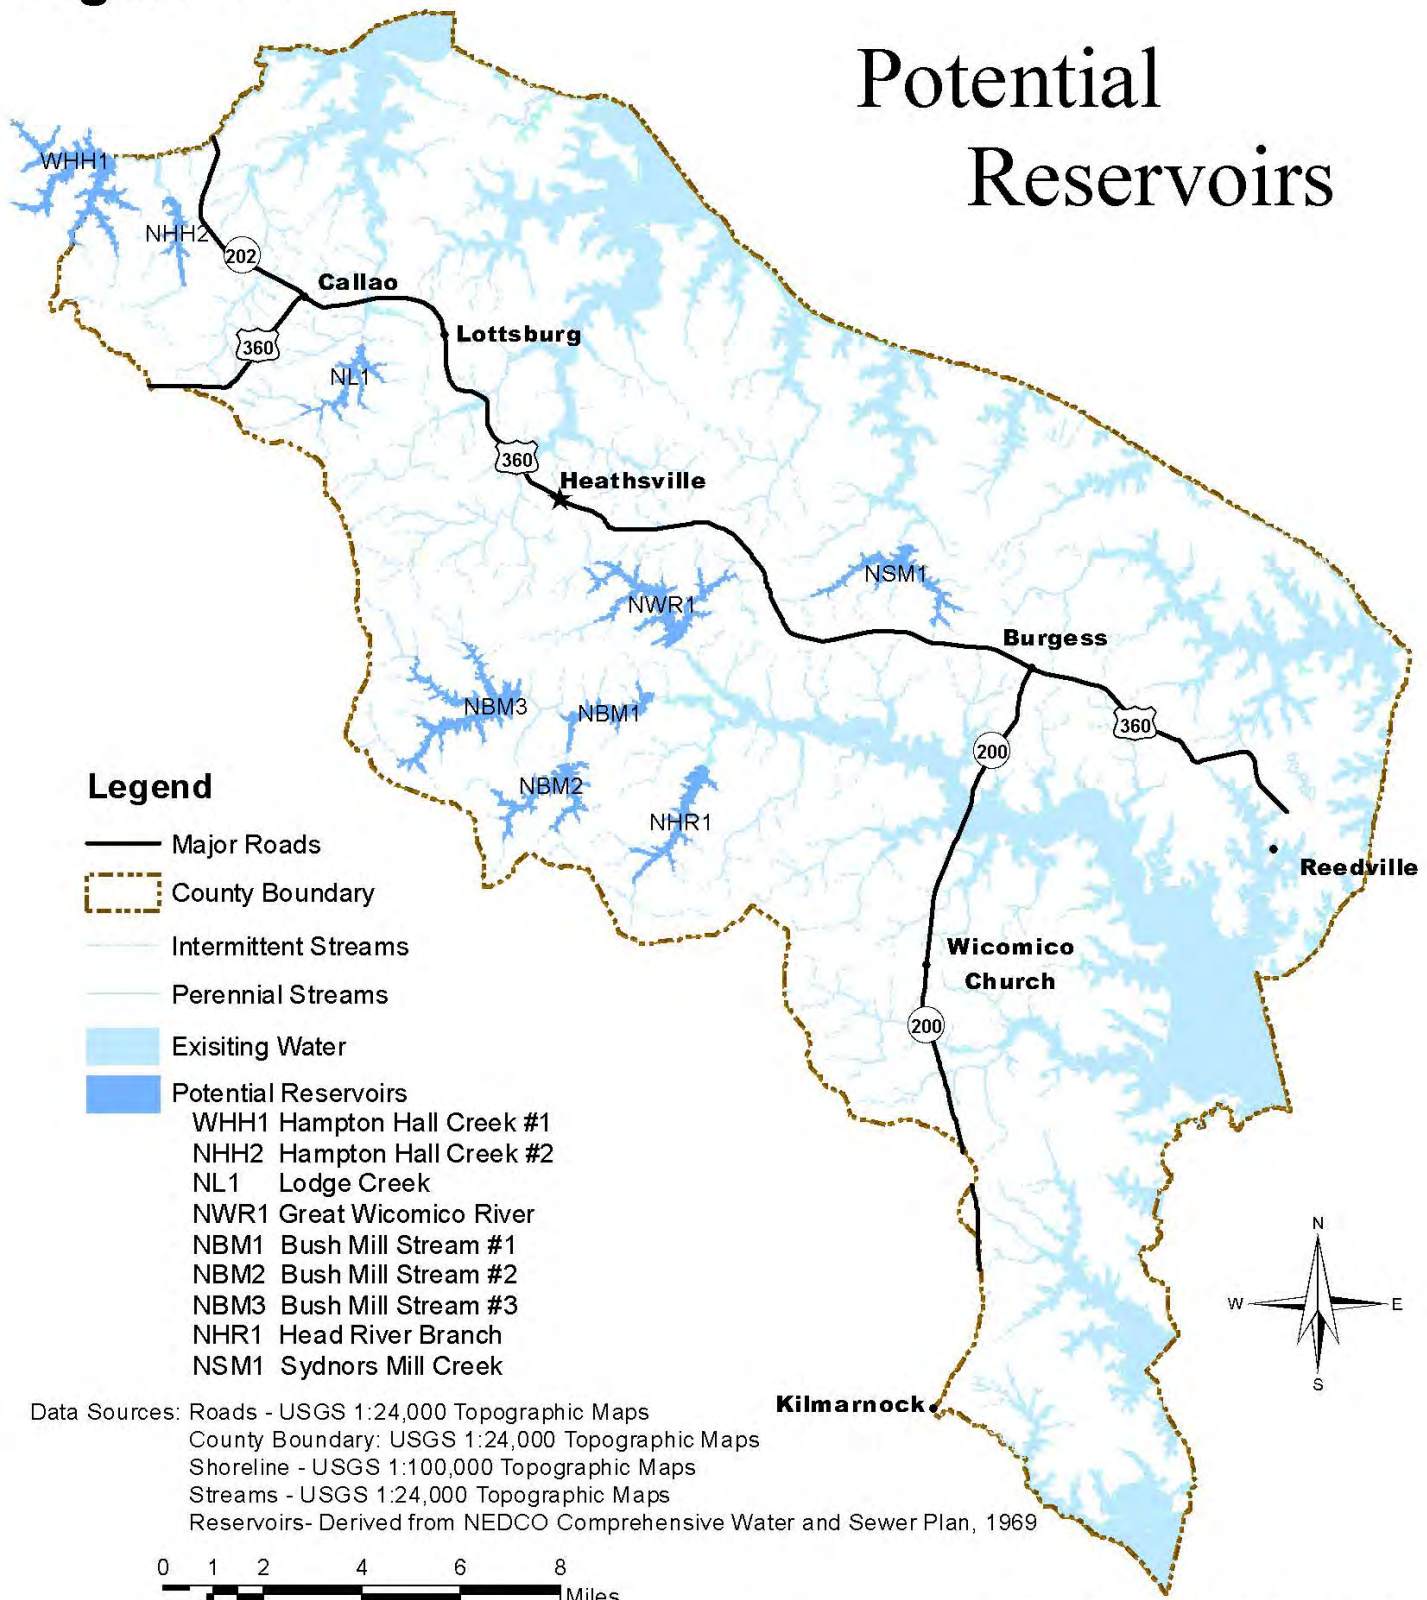 Potential
Reservoirs
WHH1
NHH2
202
Callao
360
Lottsburg
NL1
360
Heathsville
NSM1
NWR1
Burgess
NBM3
NBM1
360
200
NBM2
NHR1
Reedville
Wicomico
Church
200
Kilmarnock
Legend
Major Roads
County Boundary
Intermittent Streams
Perennial Streams
Exisiting Water
Potential Reservoirs
WHH1 Hampton Hall Creek #1
NHH2 Hampton Hall Creek #2
NL1 Lodge Creek
NWR1 Great Wicomico River
NBM1 Bush Mill Stream #1
NBM2 Bush Mill Stream #2
NBM3 Bush Mill Stream #3
NHR1 Head River Branch
NSM1 Sydnors Mill Creek
N
W E
S
Data Sources: Roads - USGS 1:24,000 Topographic Maps
County Boundary: USGS 1:24,000 Topographic Maps
Shoreline - USGS 1:100,000 Topographic Maps
Streams - USGS 1:24,000 Topographic Maps
Reservoirs- Derived from NEDCO Comprehensive Water and Sewer Plan, 1969
0 1 2 4 6 8
Miles